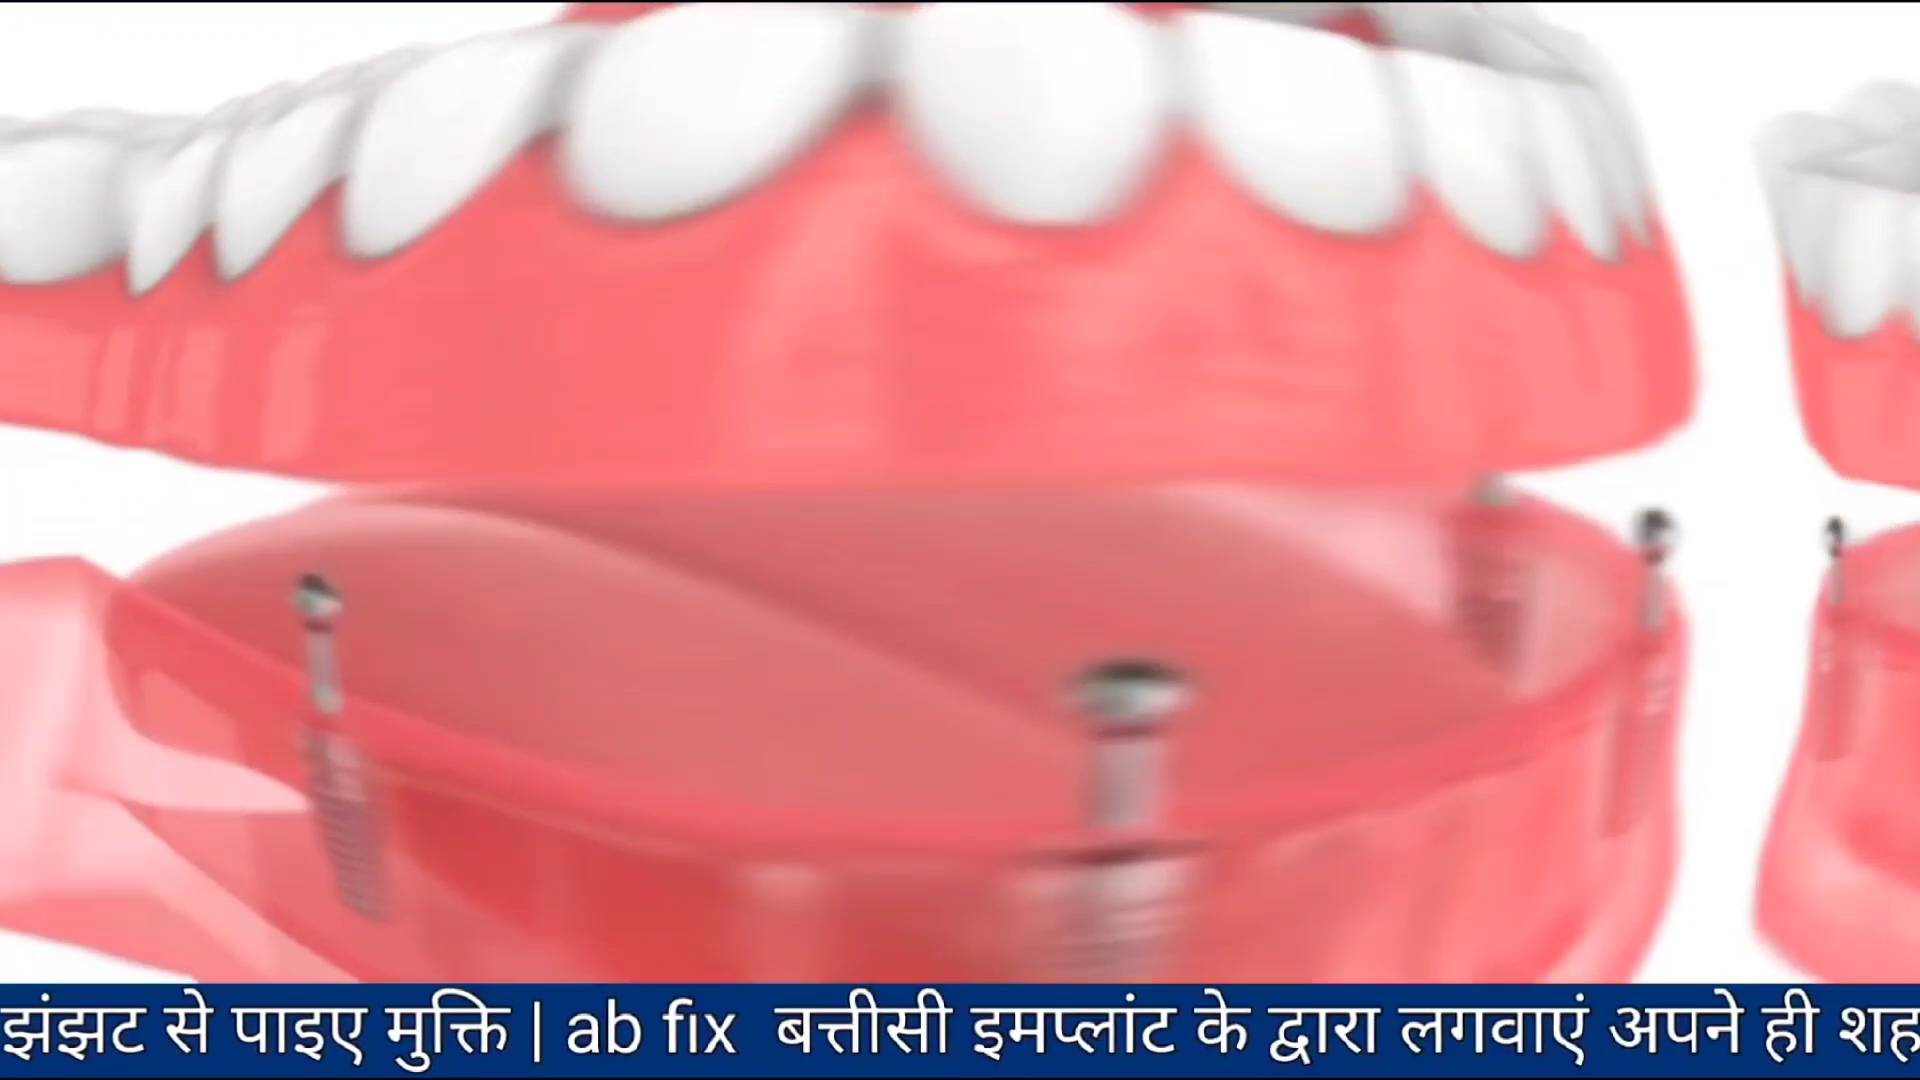 झंझट से पाइए मुक्ति | ab fix बत्तीसी इमप्लांट के द्वारा लगवाएं अपने ही शह